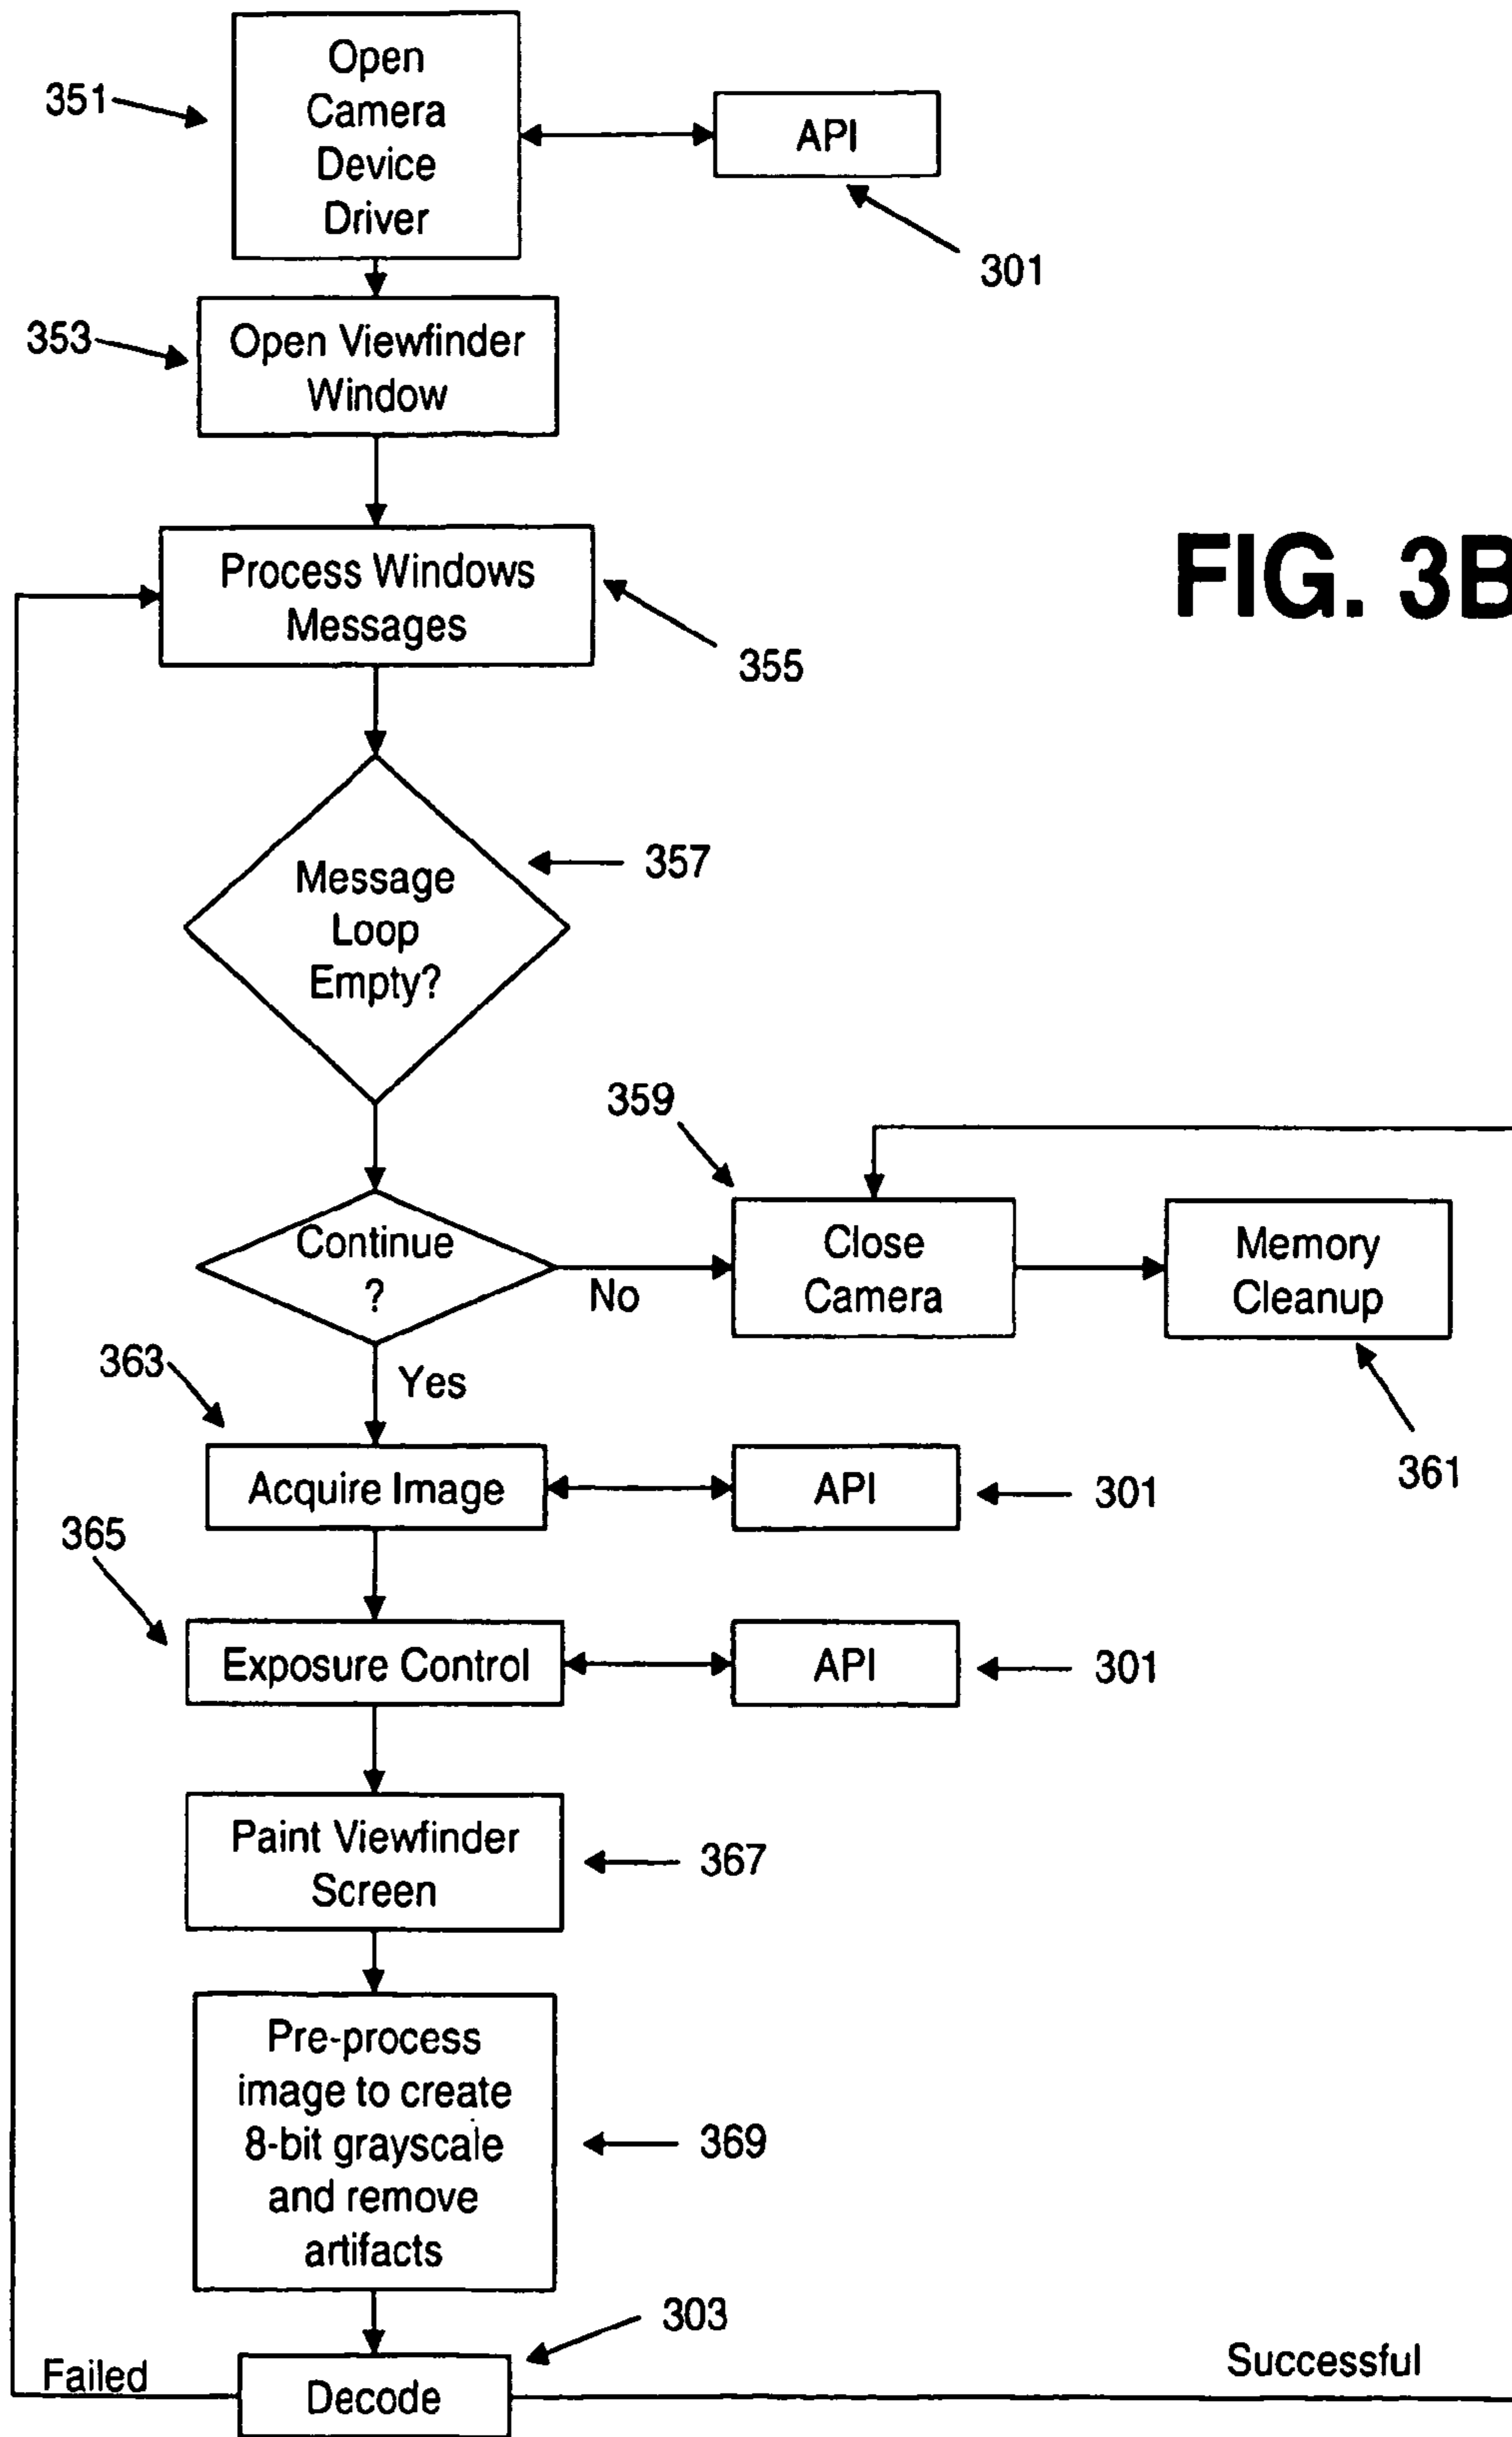 Open
Camera
Device
Driver
351
API
301
353
Open Viewfinder
Window
FIG. 3B
Process Windows
Messages
355
Message
Loop
Empty?
357
359
Continue
?
No
Close
Camera
Memory
Cleanup
361
363
Yes
Acquire Image
API
301
365
Exposure Control
API
301
Paint Viewfinder
Screen
367
Pre-process
image to create
8-bit grayscale
and remove
artifacts
369
303
Failed
Decode
Successful